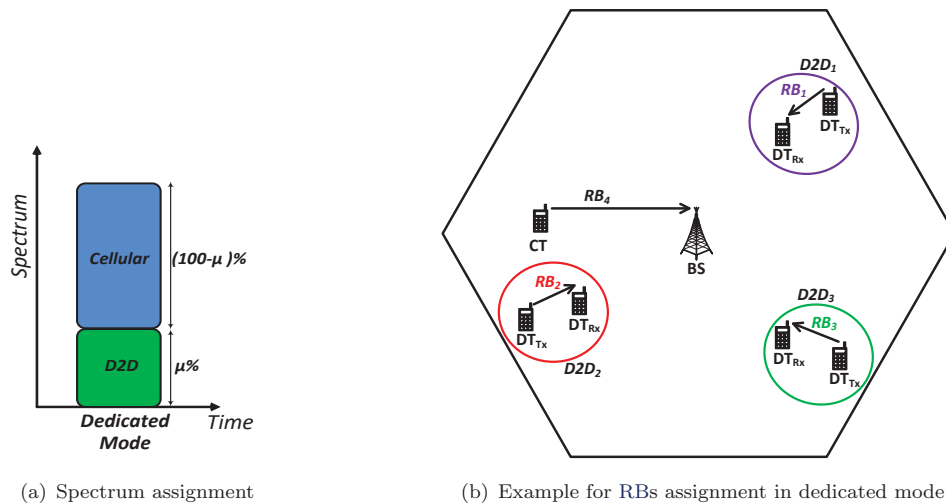 Spectrum
Cellular
(100-μ)%
D2D
μ%
Dedicated
Mode
Time
(a) Spectrum assignment
D2D1
RB1
DTTx
DTRx
RB4
CT
BS
RB2
DTRx
DTTx
D2D2
D2D3
RB3
DTRx
DTTx
(b) Example for RBs assignment in dedicated mode